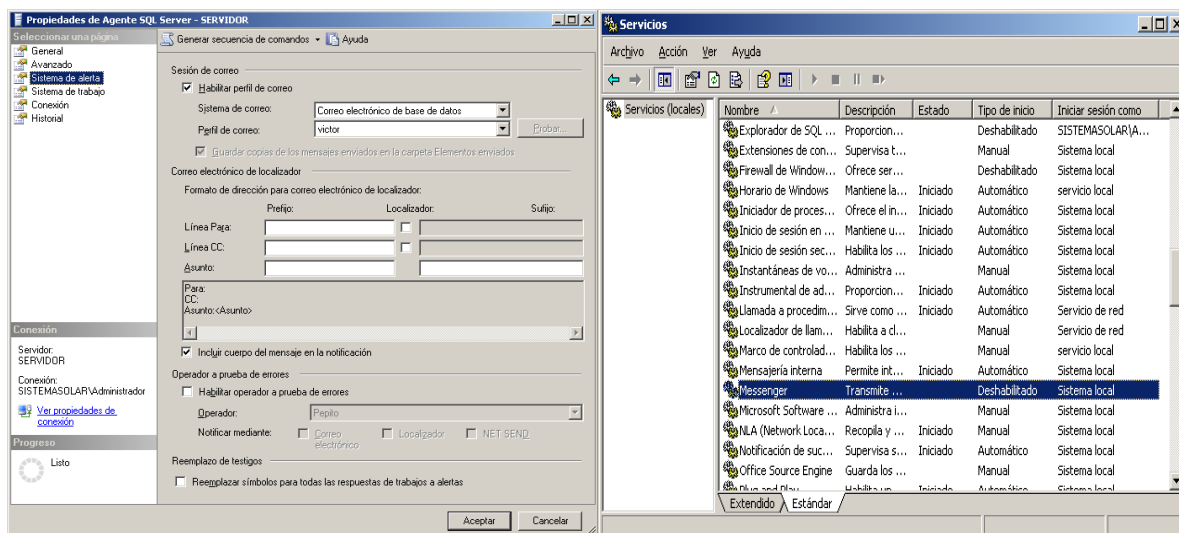 Propiedades de Agente SQL Server - SERVIDOR
Seleccionar una página
General
Avanzado
Sistema de alerta
Sistema de trabajo
Conexión
Historial
Conexión
Servidor:
SERVIDOR
Conexión:
SISTEMASOLAR\Administrador
Ver propiedades de
conexión
Progreso
Listo
Generar secuencia de comandos Ayuda
Sesión de correo
Habilitar perfil de correo
Sistema de correo: Correo electrónico de base de datos
Perfil de correo: victor Probar...
Guardar copias de los mensajes enviados en la carpeta Elementos enviados
Correo electrónico de localizador
Formato de dirección para correo electrónico de localizador:
Prefijo: Localizador: Sufijo:
Línea Para:
Línea CC:
Asunto:
Para:
CC:
Asunto:<Asunto>
Incluir cuerpo del mensaje en la notificación
Operador a prueba de errores
Habilitar operador a prueba de errores
Operador: Pepito
Notificar mediante: Correo electrónico Localizador NET SEND
Reemplazo de testigos
Reemplazar símbolos para todas las respuestas de trabajos a alertas
Aceptar Cancelar
Servicios
Archivo Acción Ver Ayuda
Servicios (locales)
Nombre Descripción Estado Tipo de inicio Iniciar sesión como
Explorador de SQL ... Proporcion... Deshabilitado SISTEMASOLAR\A...
Extensiones de con... Supervisa t... Manual Sistema local
Firewall de Window... Ofrece ser... Deshabilitado Sistema local
Horario de Windows Mantiene la... Iniciado Automático servicio local
Iniciador de proces... Ofrece el in... Iniciado Automático Sistema local
Inicio de sesión en ... Mantiene u... Iniciado Automático Sistema local
Inicio de sesión sec... Habilita los ... Iniciado Automático Sistema local
Instantáneas de vo... Administra ... Manual Sistema local
Instrumental de ad... Proporcion... Iniciado Automático Sistema local
Llamada a procedim... Sirve como ... Iniciado Automático Servicio de red
Localizador de llam... Habilita a cl... Manual Servicio de red
Marco de controlad... Habilita los ... Manual servicio local
Mensajería interna Permite int... Iniciado Automático Sistema local
Messenger Transmite ... Deshabilitado Sistema local
Microsoft Software ... Administra i... Manual Sistema local
NLA (Network Loca... Recopila y ... Iniciado Manual Sistema local
Notificación de suc... Supervisa s... Iniciado Automático Sistema local
Office Source Engine Guarda los ... Manual Sistema local
Plug and Play Habilita un... Iniciado Automático Sistema local
Extendido Estándar